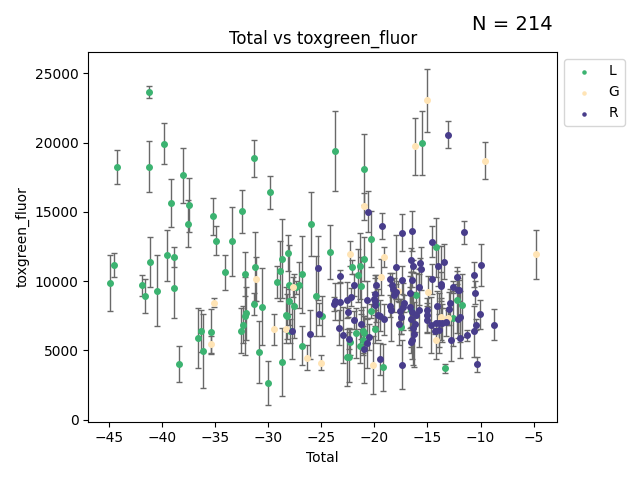 N = 214
Total vs toxgreen_fluor
L
G
R
25000
20000
15000
10000
5000
0
toxgreen_fluor
−45 −40 −35 −30 −25 −20 −15 −10 −5
Total